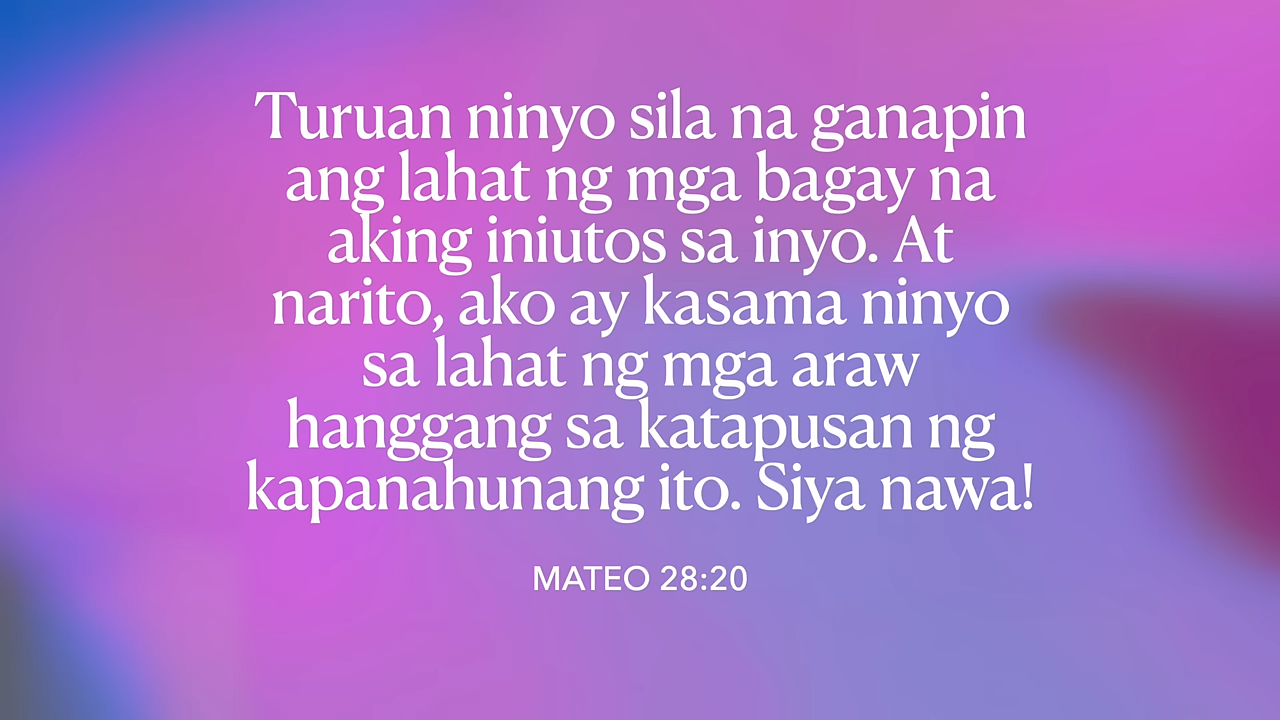 Turuan ninyo sila na ganapin
ang lahat ng mga bagay na
aking iniutos sa inyo. At
narito, ako ay kasama ninyo
sa lahat ng mga araw
hanggang sa katapusan ng
kapanahunang ito. Siya nawa!
MATEO 28:20